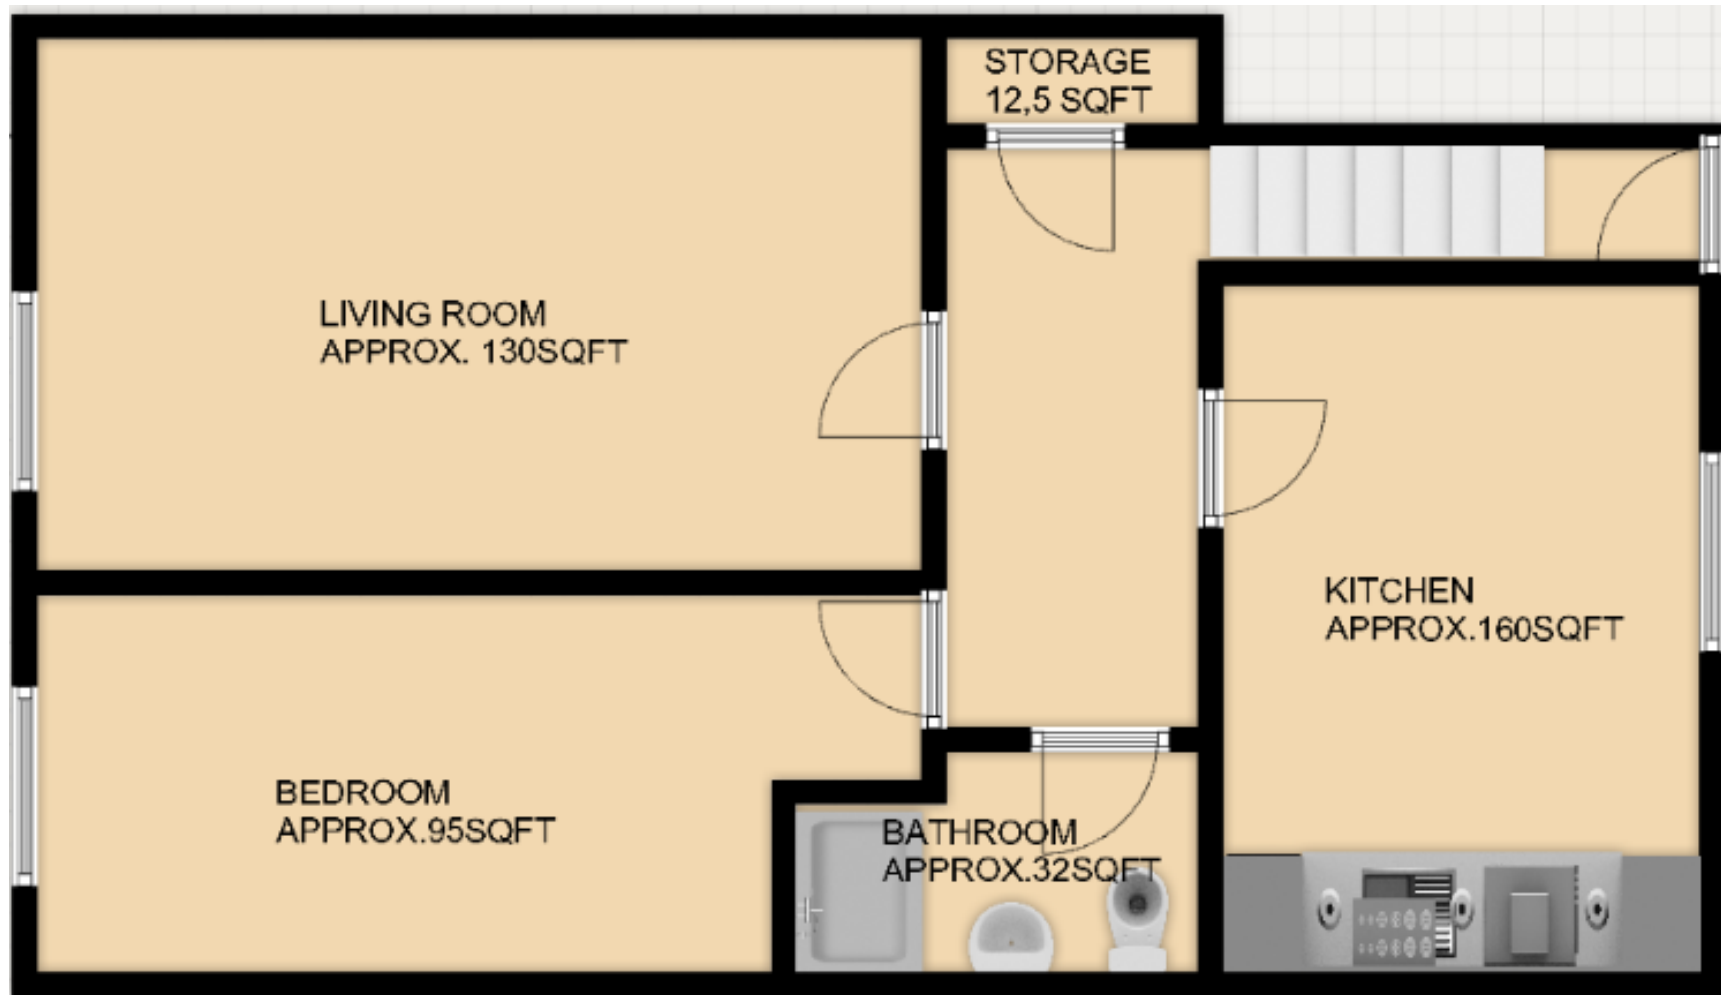 STORAGE
12,5 SQFT
LIVING ROOM
APPROX. 130SQFT
KITCHEN
APPROX.160SQFT
BEDROOM
APPROX.95SQFT
BATHROOM
APPROX.32SQFT